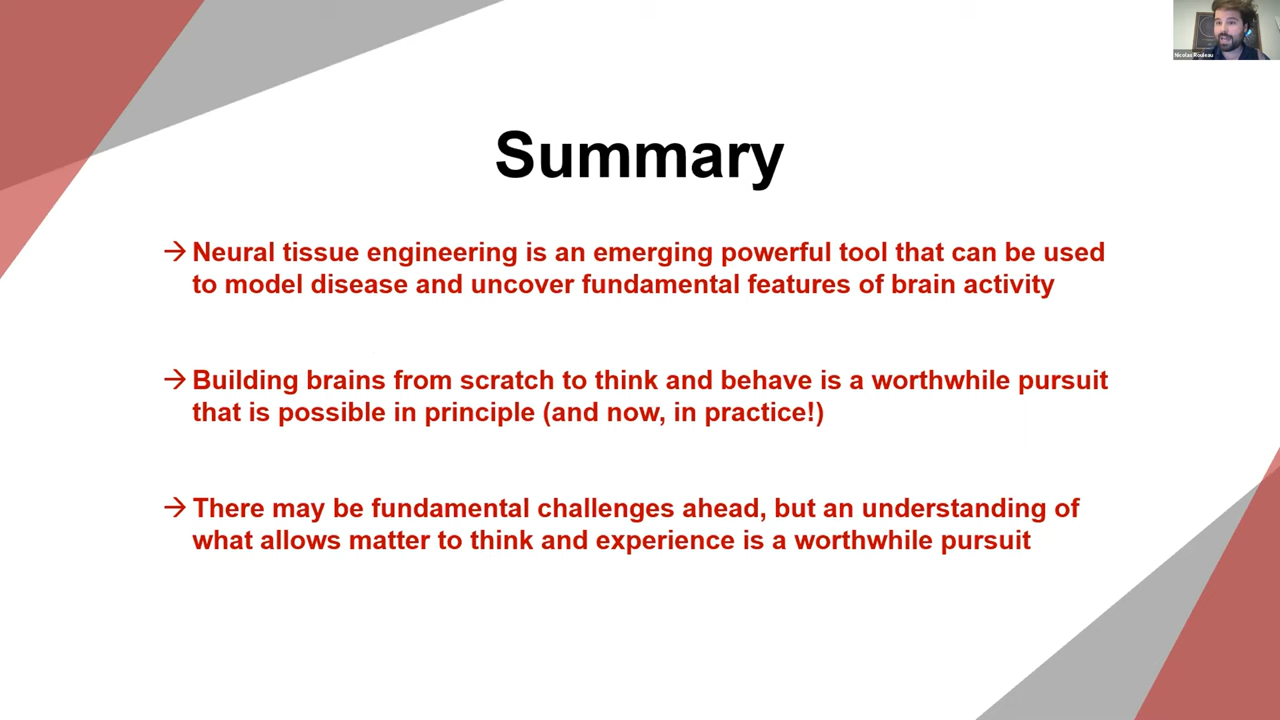 Nicolas Rouleau
Summary
→ Neural tissue engineering is an emerging powerful tool that can be used
to model disease and uncover fundamental features of brain activity
→ Building brains from scratch to think and behave is a worthwhile pursuit
that is possible in principle (and now, in practice!)
→ There may be fundamental challenges ahead, but an understanding of
what allows matter to think and experience is a worthwhile pursuit